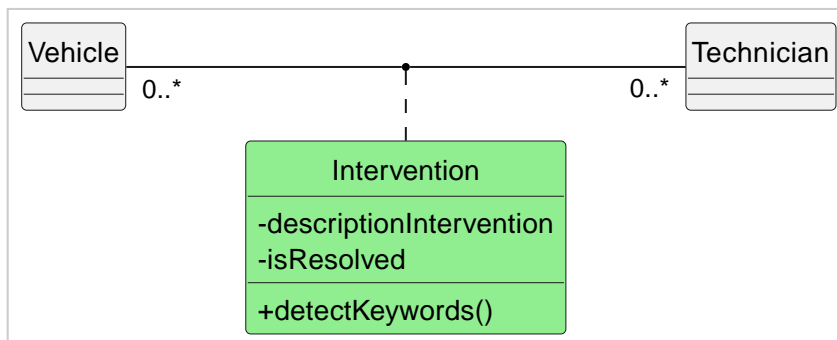 Vehicle
Technician
0..*
0..*
Intervention
-descriptionIntervention
-isResolved
+detectKeywords()